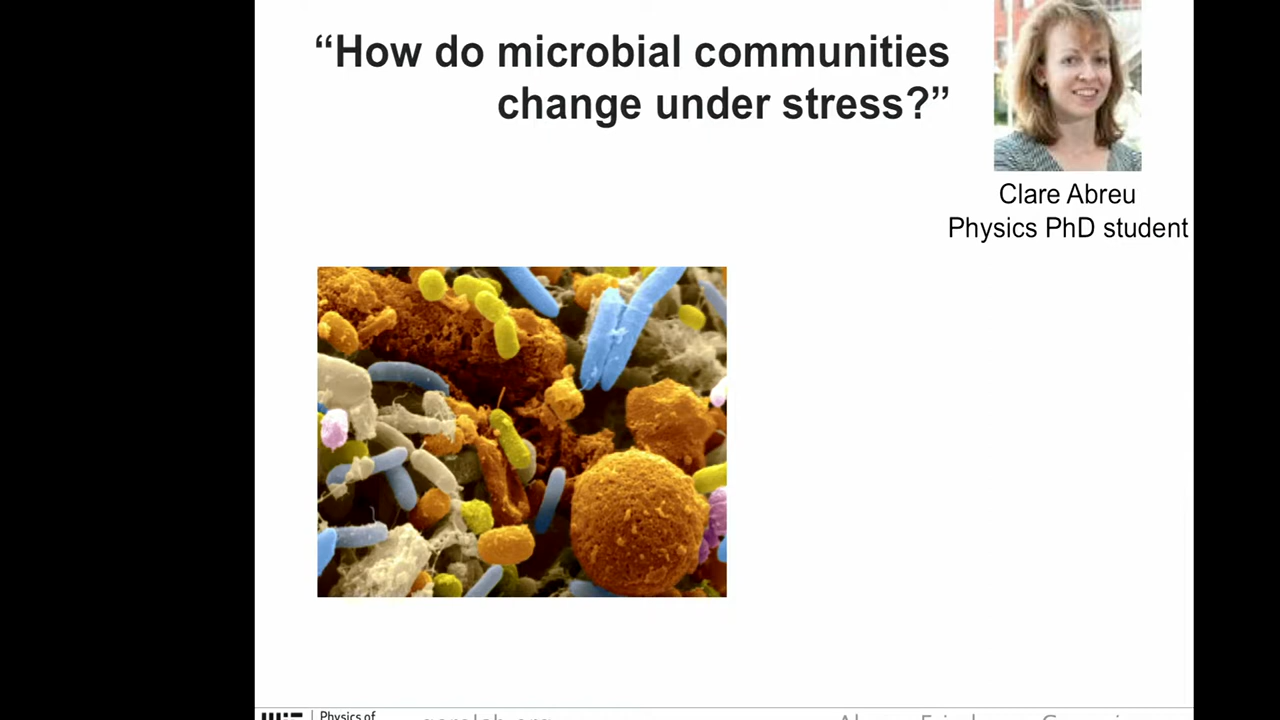 “How do microbial communities
change under stress?”
Clare Abreu
Physics PhD student
Physics of